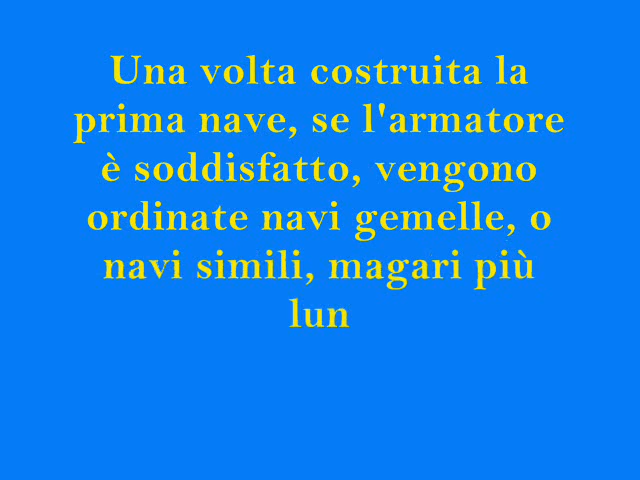 Una volta costruita la
prima nave, se l'armatore
è soddisfatto, vengono
ordinate navi gemelle, o
navi simili, magari più
lun